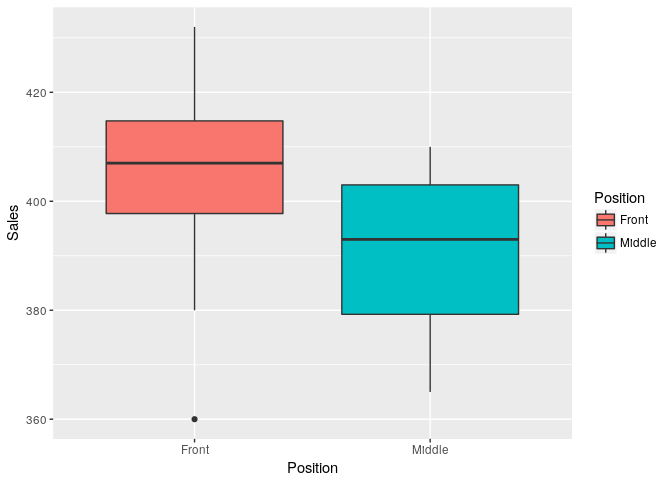 420
400
380
360
Sales
Front
Middle
Position
Position
Front
Middle